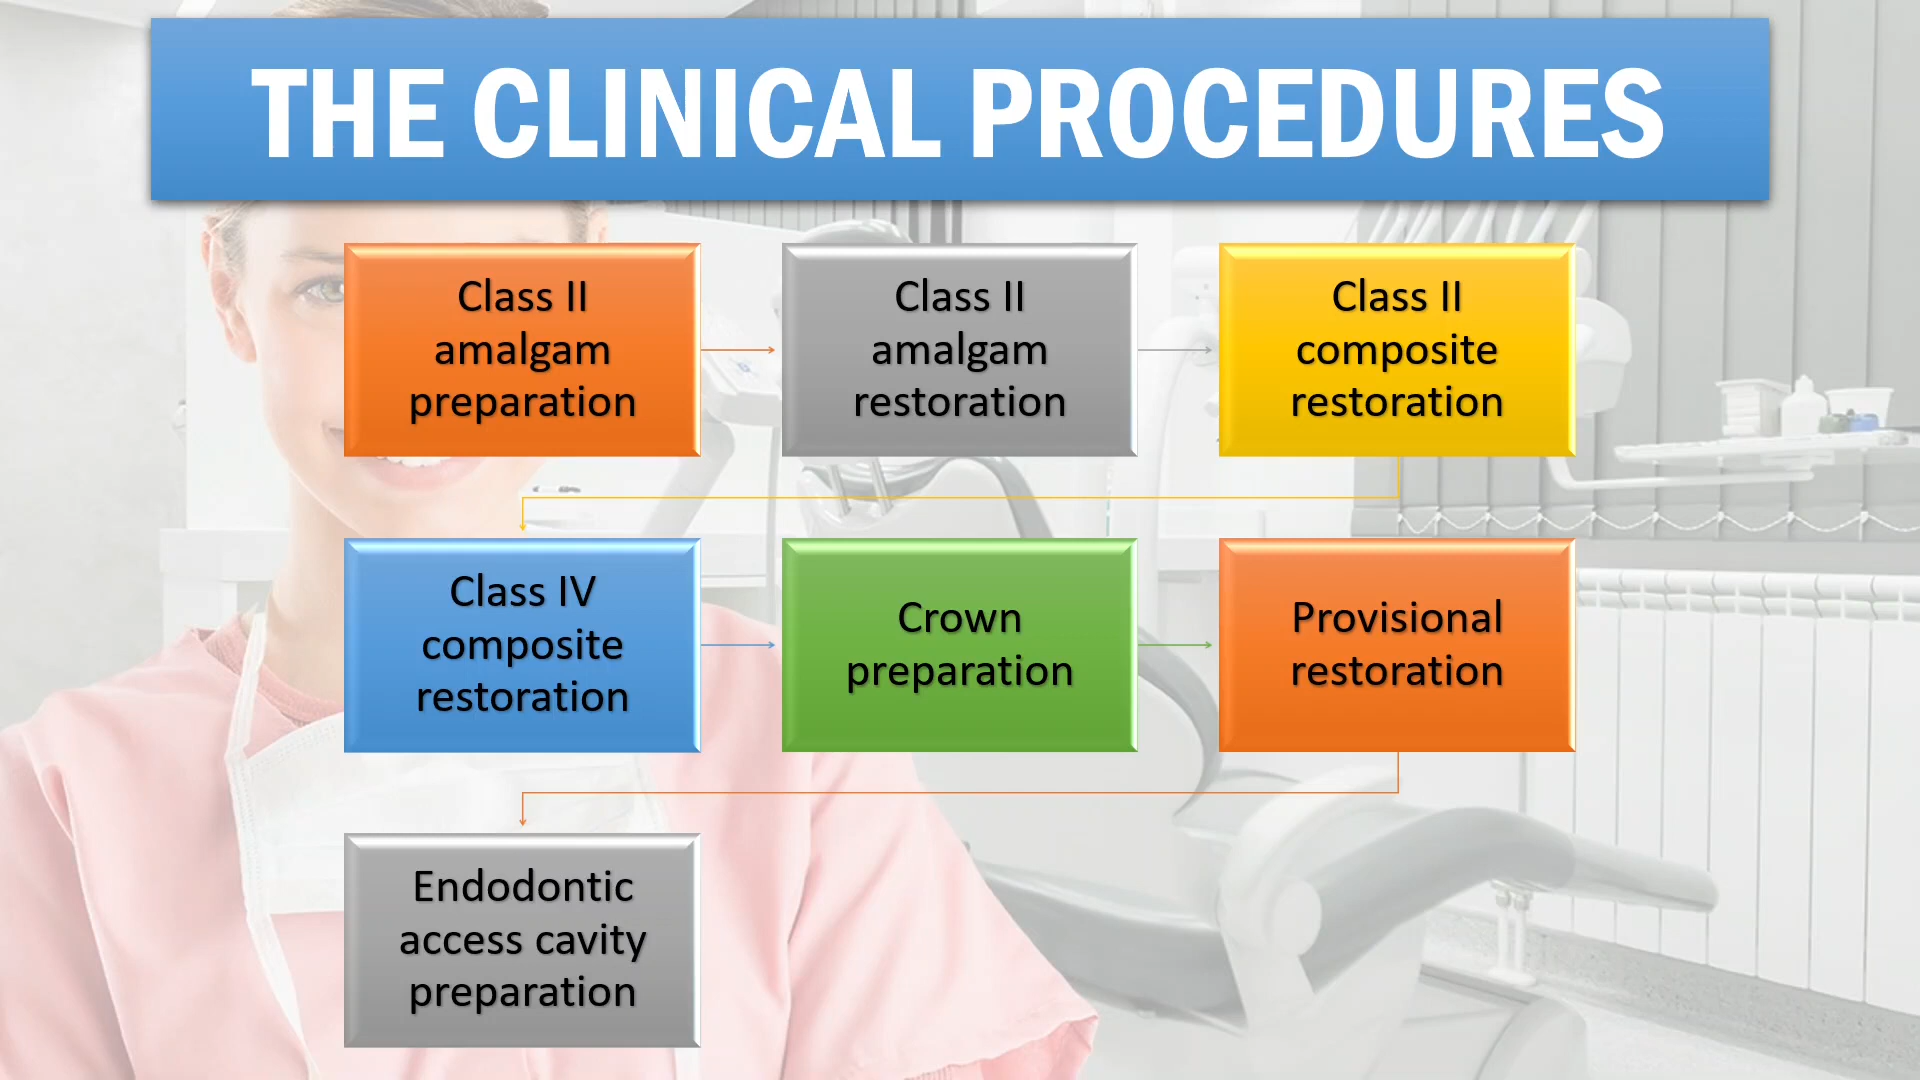 THE CLINICAL PROCEDURES
Class II
amalgam
preparation
Class II
amalgam
restoration
Class II
composite
restoration
Class IV
composite
restoration
Crown
preparation
Provisional
restoration
Endodontic
access cavity
preparation